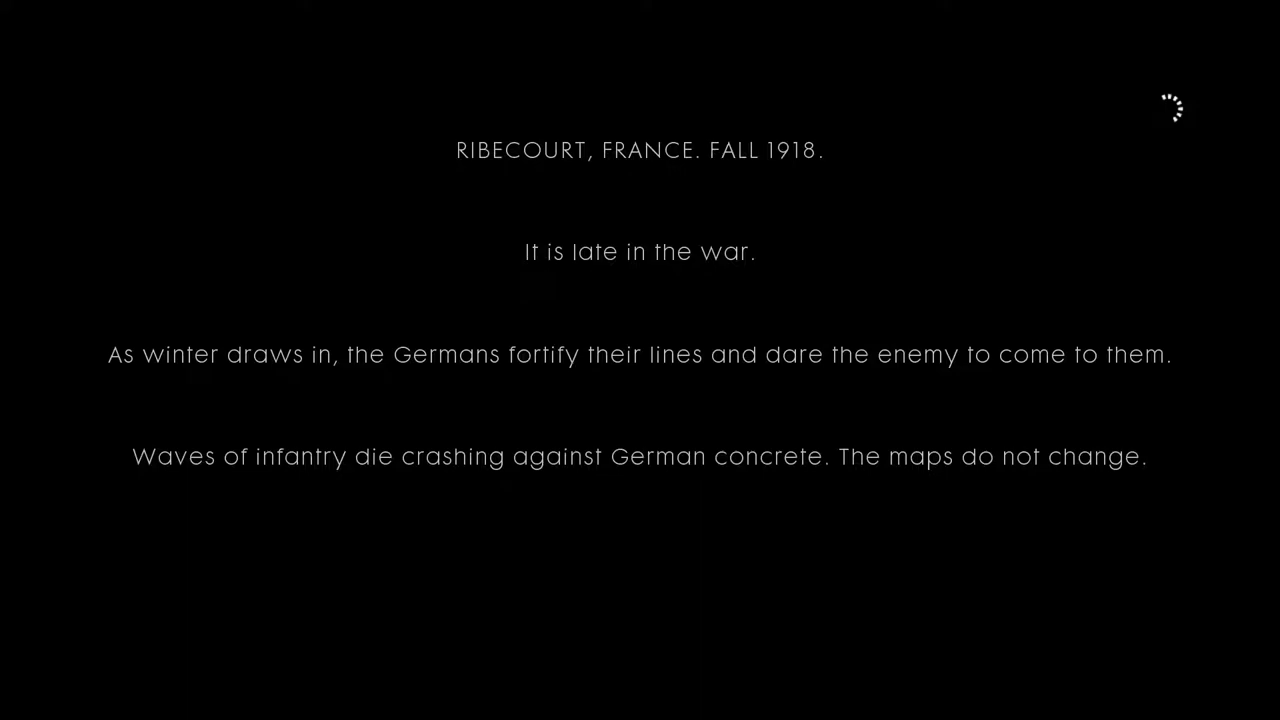 RIBECOURT, FRANCE. FALL 1918.
It is late in the war.
As winter draws in, the Germans fortify their lines and dare the enemy to come to them.
Waves of infantry die crashing against German concrete. The maps do not change.